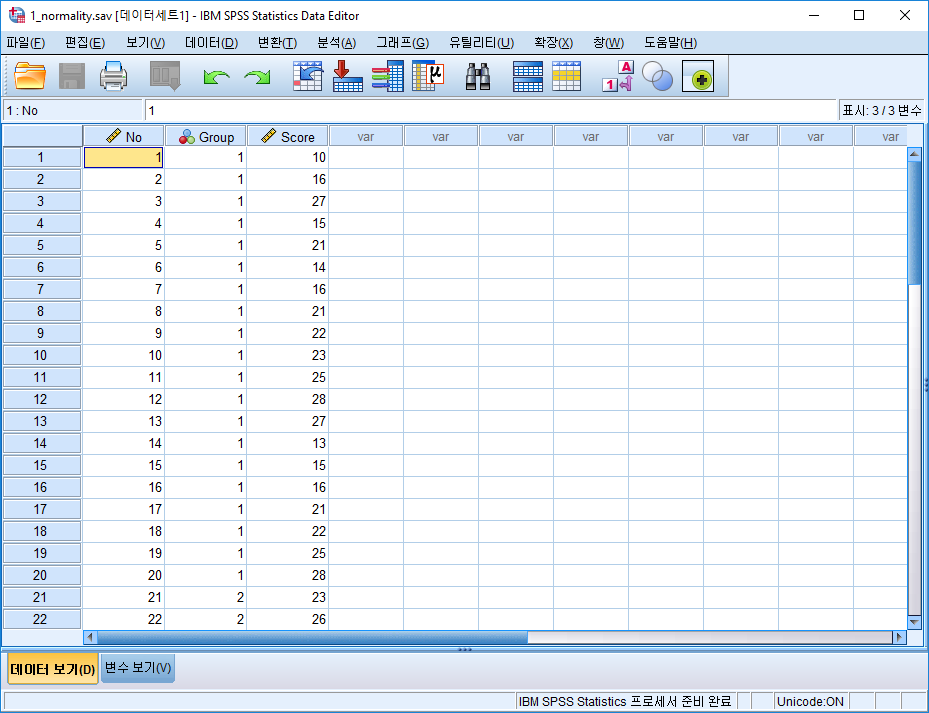 1_normality.sav [데이터세트1] - IBM SPSS Statistics Data Editor
파일(F) 편집(E) 보기(V) 데이터(D) 변환(T) 분석(A) 그래프(G) 유틸리티(U) 확장(X) 창(W) 도움말(H)
1 : No 1 표시: 3 / 3 변수
No Group Score var var var var var var var var
1 1 1 10
2 2 1 16
3 3 1 27
4 4 1 15
5 5 1 21
6 6 1 14
7 7 1 16
8 8 1 21
9 9 1 22
10 10 1 23
11 11 1 25
12 12 1 28
13 13 1 27
14 14 1 13
15 15 1 15
16 16 1 16
17 17 1 21
18 18 1 22
19 19 1 25
20 20 1 28
21 21 2 23
22 22 2 26
데이터 보기(D) 변수 보기(V)
IBM SPSS Statistics 프로세서 준비 완료 Unicode:ON